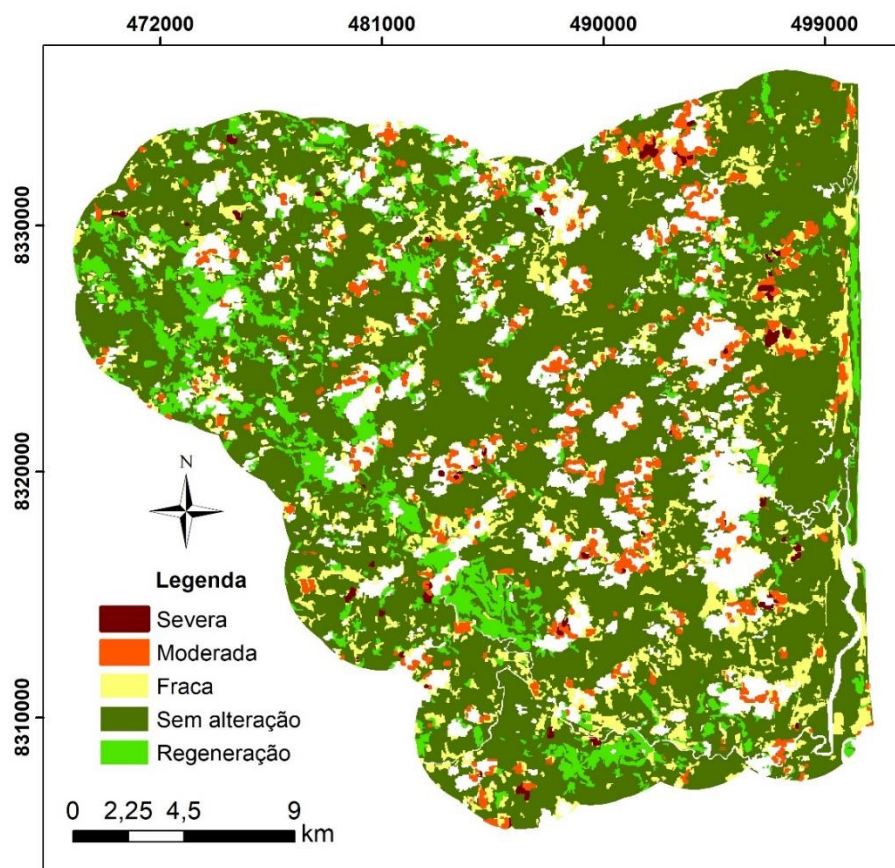 472000 481000 490000 499000
8330000
8320000
8310000
N
Legenda
Severa
Moderada
Fraca
Sem alteração
Regeneração
0 2,25 4,5 9
km